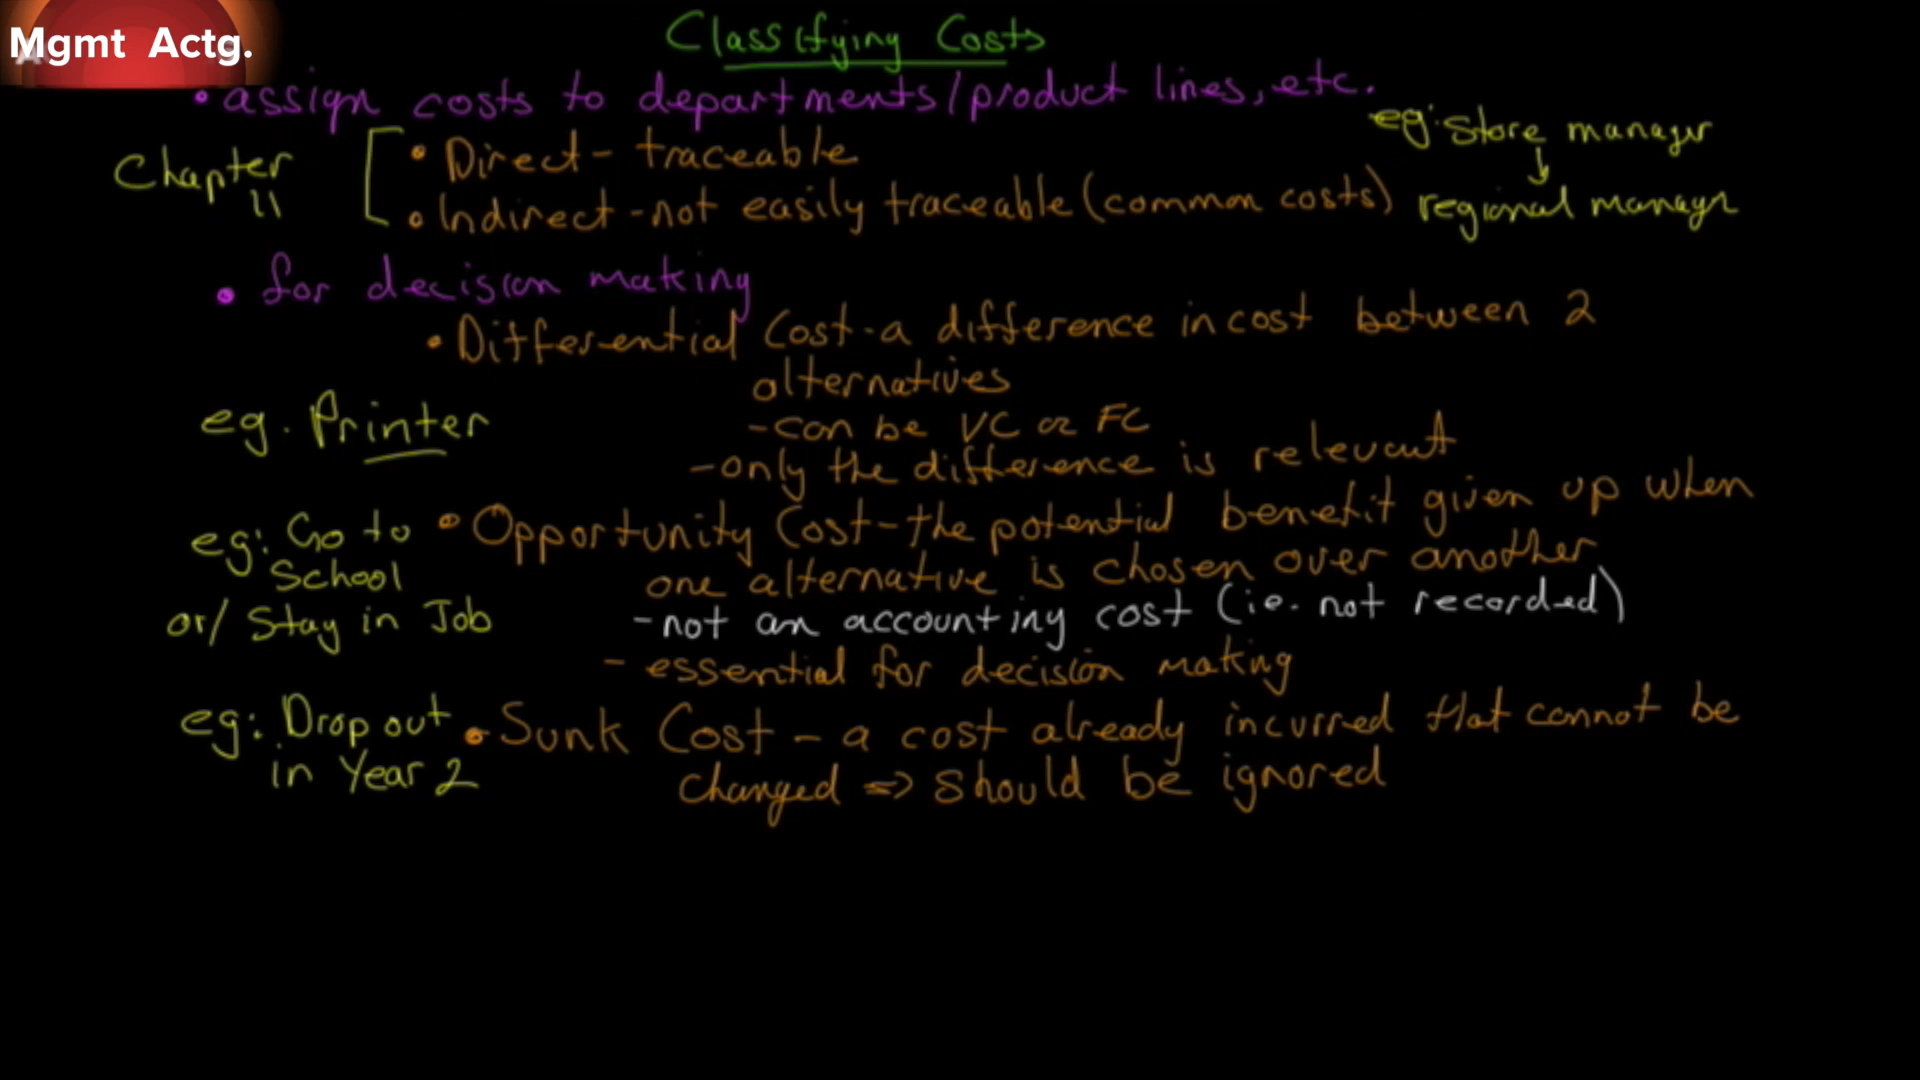 Mgmt Actg.
Classifying Costs
• assign costs to departments/product lines, etc.
eg: Store manager
Chapter 11
• Direct - traceable
• Indirect - not easily traceable (common costs)
regional manager
• for decision making
• Differential Cost - a difference in cost between 2
alternatives
eg. Printer
- can be VC or FC
- only the difference is relevant
eg: Go to School
or/ Stay in Job
• Opportunity Cost - the potential benefit given up when
one alternative is chosen over another
- not an accounting cost (ie. not recorded)
- essential for decision making
eg: Drop out
in Year 2
• Sunk Cost - a cost already incurred that cannot be
changed => should be ignored